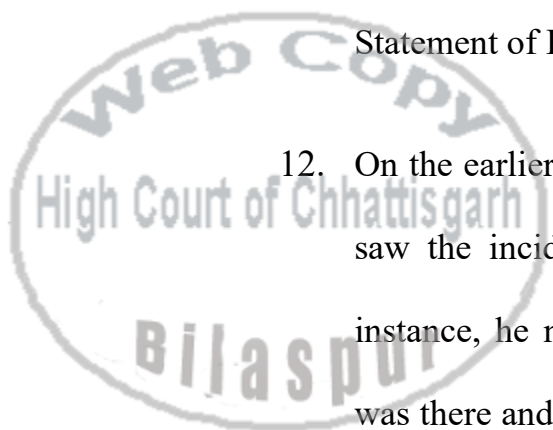 Statement of
Web Copy
12. On the earlier
High Court of Chhattisgarh
saw the incid
instance, he
Bilaspur
was there and